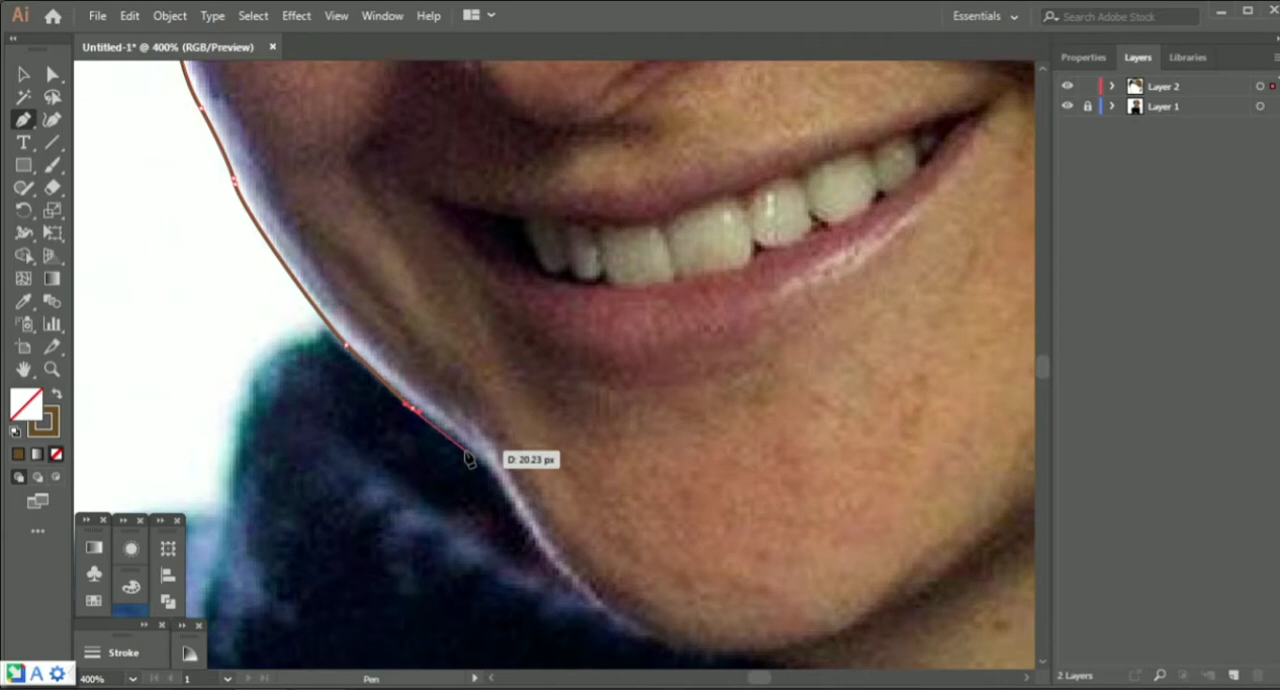 Ai File Edit Object Type Select Effect View Window Help Essentials Search Adobe Stock
Untitled-1* @ 400% (RGB/Preview)
Properties Layers Libraries
Layer 2
Layer 1
D: 20.23 px
Stroke
A 400% 1 Pen 2 Layers